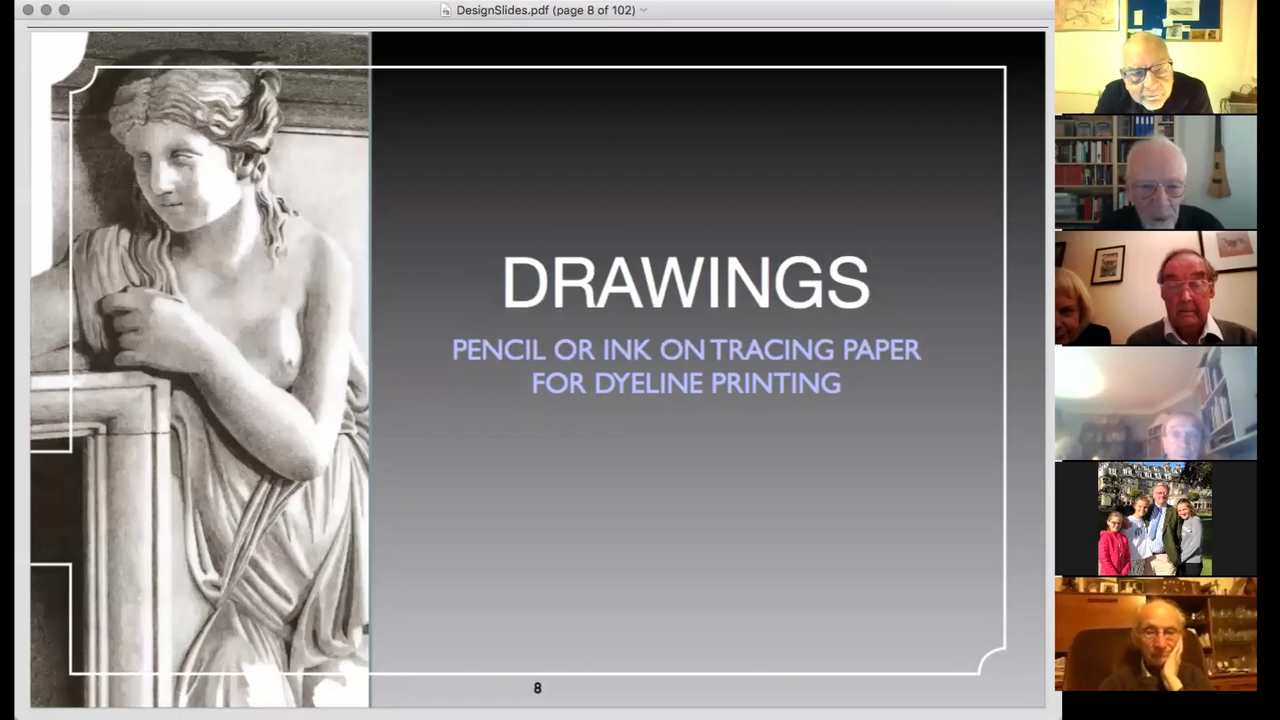 DesignSlides.pdf (page 8 of 102)
DRAWINGS
PENCIL OR INK ON TRACING PAPER
FOR DYELINE PRINTING
8